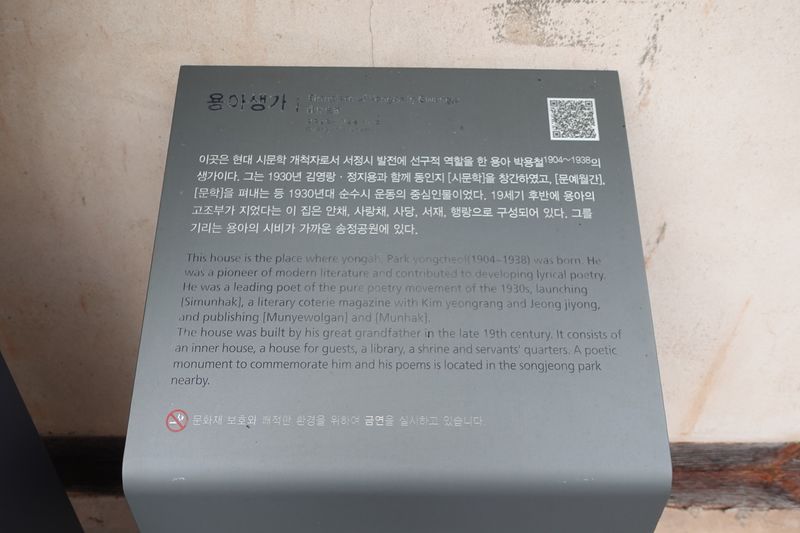 용아생가
이곳은 현대 시문학 개척자로서 서정시 발전에 선구적 역할을 한 용아 박용철1904~1938의
생가이다. 그는 1930년 김영랑 · 정지용과 함께 동인지 [시문학]을 창간하였고, [문예월간],
[문학]을 펴내는 등 1930년대 순수시 운동의 중심인물이었다. 19세기 후반에 용아의
고조부가 지었다는 이 집은 안채, 사랑채, 사당, 서재, 행랑으로 구성되어 있다. 그를
기리는 용아의 시비가 가까운 송정공원에 있다.
This house is the place where yongah, Park yongcheol(1904~1938) was born. He
was a pioneer of modern literature and contributed to developing lyrical poetry.
He was a leading poet of the pure poetry movement of the 1930s, launching
[Simunhak], a literary coterie magazine with Kim yeongrang and Jeong jiyong,
and publishing [Munyewolgan] and [Munhak].
The house was built by his great grandfather in the late 19th century. It consists of
an inner house, a house for guests, a library, a shrine and servants' quarters. A poetic
monument to commemorate him and his poems is located in the songjeong park
nearby.
문화재 보호와 쾌적한 환경을 위하여 금연을 실시하고 있습니다.